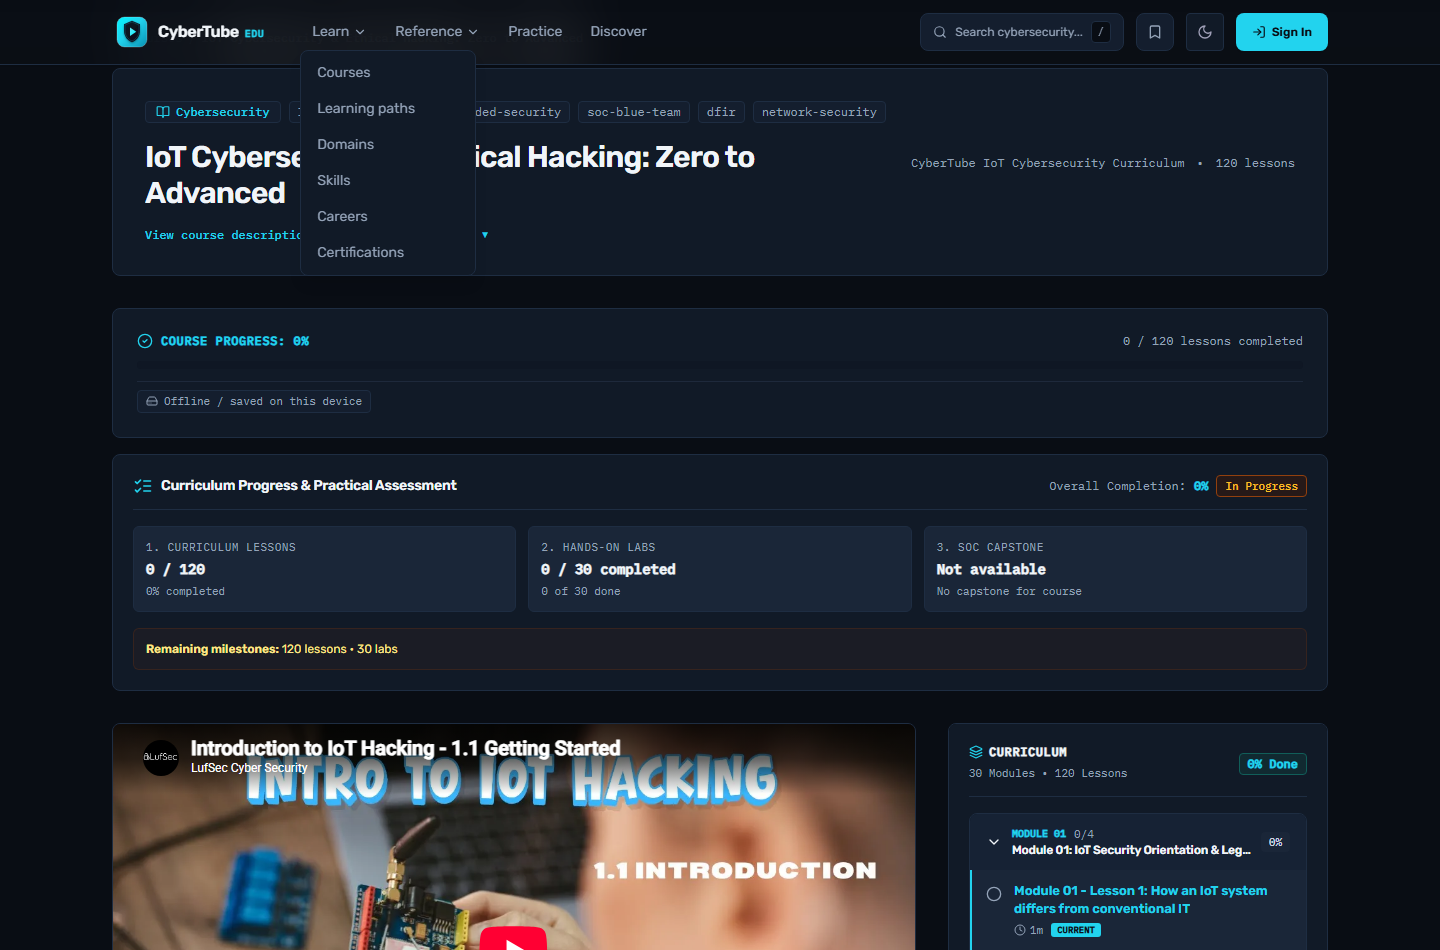 CyberTube EDU
Learn
Reference
Practice
Discover
Search cybersecurity... /
Sign In
Courses
Learning paths
Domains
Skills
Careers
Certifications
Cybersecurity
soc-blue-team
dfir
network-security
IoT
Hacking: Zero to
Advanced
CyberTube IoT Cybersecurity Curriculum • 120 lessons
View course
COURSE PROGRESS: 0%
0 / 120 lessons completed
Offline / saved on this device
Curriculum Progress & Practical Assessment
Overall Completion: 0% In Progress
1. CURRICULUM LESSONS
0 / 120
0% completed
2. HANDS-ON LABS
0 / 30 completed
0 of 30 done
3. SOC CAPSTONE
Not available
No capstone for course
Remaining milestones: 120 lessons • 30 labs
LufSec
Introduction to IoT Hacking - 1.1 Getting Started
LufSec Cyber Security
INTRO TO IOT HACKING
1.1 INTRODUCTION
CURRICULUM
30 Modules • 120 Lessons
0% Done
MODULE 01 0/4
Module 01: IoT Security Orientation & Leg...
0%
Module 01 - Lesson 1: How an IoT system
differs from conventional IT
1m CURRENT